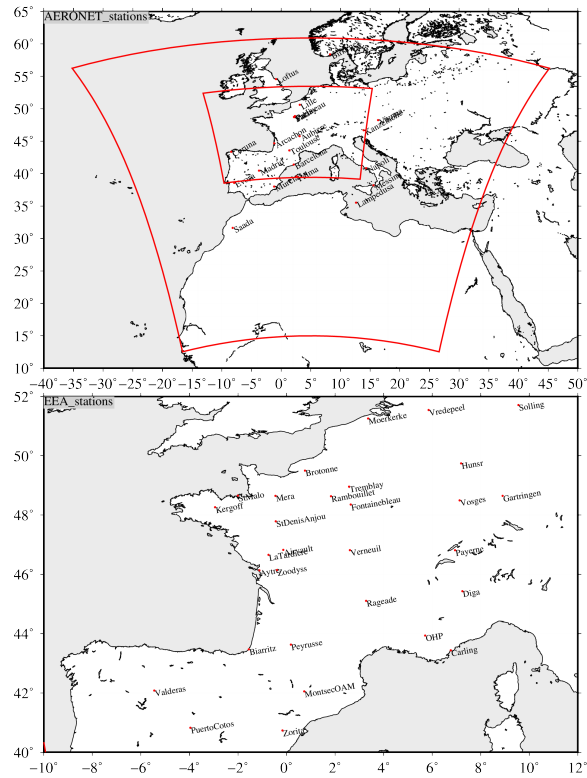 AERONET_stations
65°
60°
55°
50°
45°
40°
35°
30°
25°
20°
15°
10°
Loftus
Lille
Arcachon
Toulouse
Madrid
Barcelona
Lampedusa
Saada
−40° −35° −30° −25° −20° −15° −10° −5° 0° 5° 10° 15° 20° 25° 30° 35° 40° 45° 50°
EEA_stations
52°
50°
48°
46°
44°
42°
40°
Moerkerke
Vredepeel
Solling
Brotonne
Hunsr
Tremblay
StMalo
Mera
Rambouillet
Fontainebleau
Kergoff
Vosges
Gartringen
StDenisAnjou
Airvault
LaTardiere
Verneuil
Payerne
Aytre
Zoodyss
Rageade
Diga
OHP
Biarritz
Peyrusse
Carling
Valderas
MontsecOAM
PuertoCotos
Zorita
−10° −8° −6° −4° −2° 0° 2° 4° 6° 8° 10° 12°